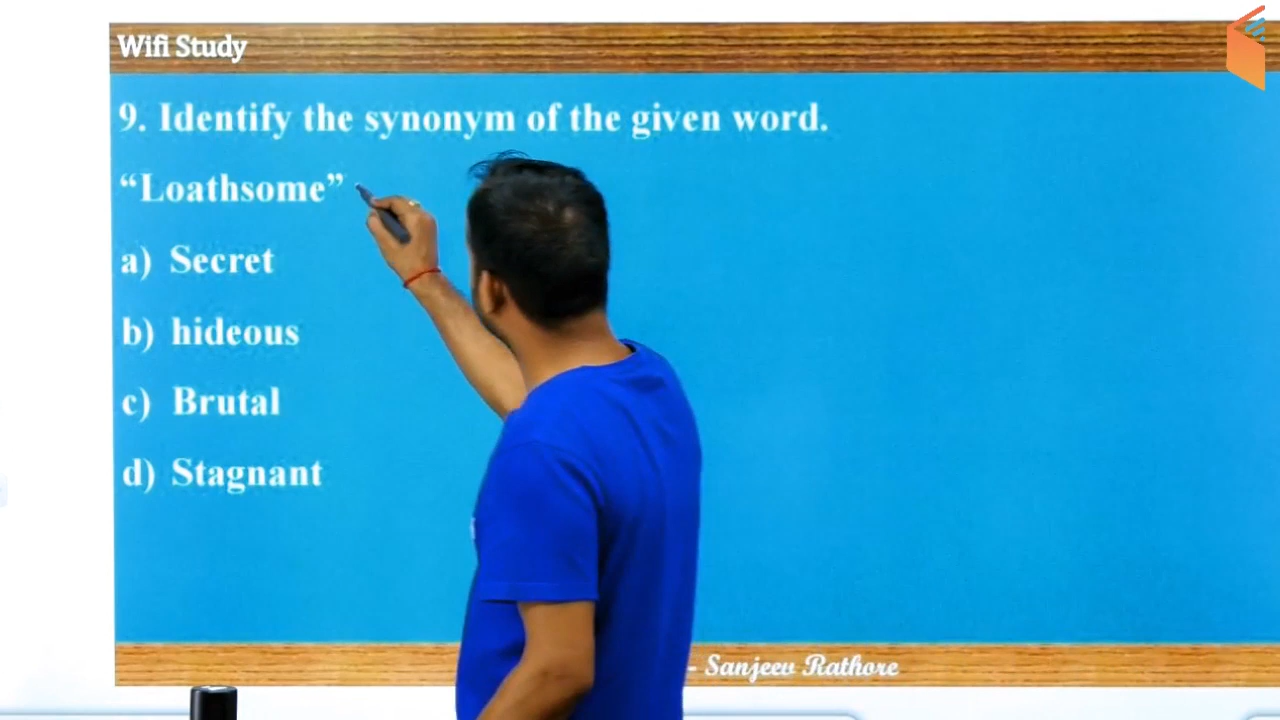 Wifi Study
9. Identify the synonym of the given word.
“Loathsome”
a) Secret
b) hideous
c) Brutal
d) Stagnant
- Sanjeev Rathore